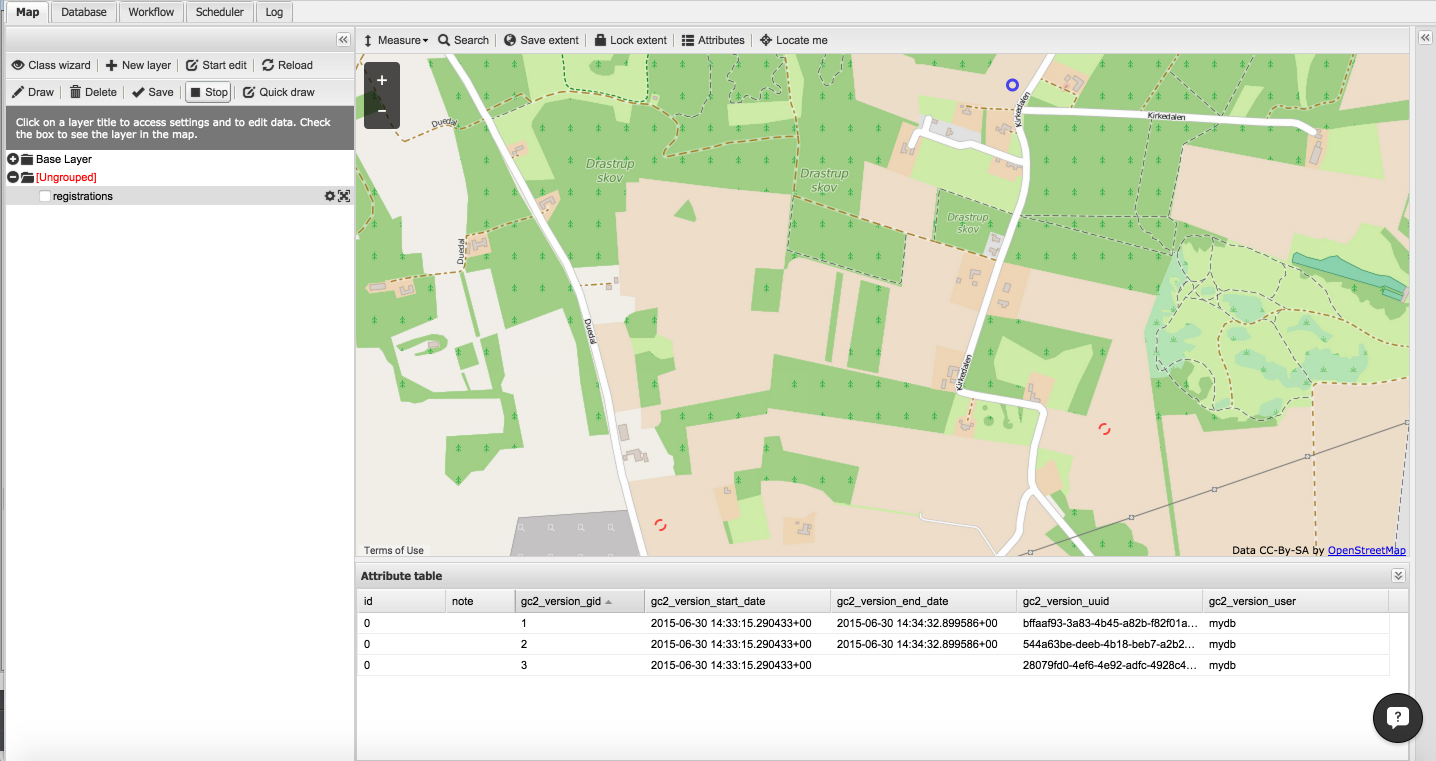 Map Database Workflow Scheduler Log
Measure Search Save extent Lock extent Attributes Locate me
Class wizard New layer Start edit Reload
Draw Delete Save Stop Quick draw
Click on a layer title to access settings and to edit data. Check
the box to see the layer in the map.
Base Layer
[Ungrouped]
registrations
+
−
Duedal
Drastrup
skov
Drastrup
skov
Kirkedalen
Kirkedalen
Drastrup
skov
Duedal
Duedal
Kirkedalen
Terms of Use
Data CC-By-SA by OpenStreetMap
Attribute table
id note gc2_version_gid gc2_version_start_date gc2_version_end_date gc2_version_uuid gc2_version_user
0 1 2015-06-30 14:33:15.290433+00 2015-06-30 14:34:32.899586+00 bffaaf93-3a83-4b45-a82b-f82f01a... mydb
0 2 2015-06-30 14:33:15.290433+00 2015-06-30 14:34:32.899586+00 544a63be-deeb-4b18-beb7-a2b2... mydb
0 3 2015-06-30 14:33:15.290433+00 28079fd0-4ef6-4e92-adfc-4928c4... mydb
?